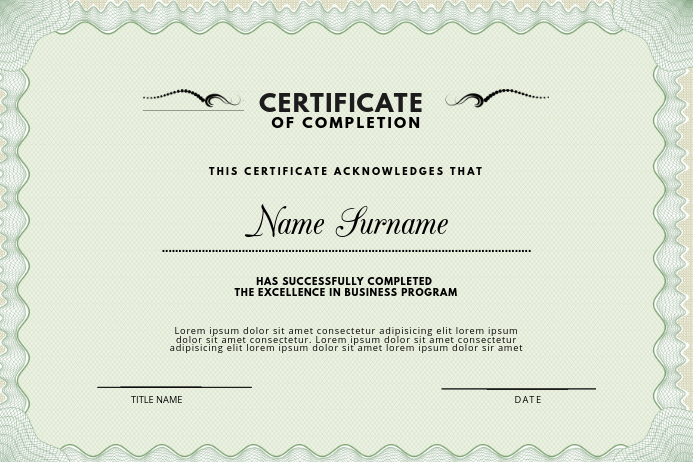 CERTIFICATE
OF COMPLETION
THIS CERTIFICATE ACKNOWLEDGES THAT
Name Surname
HAS SUCCESSFULLY COMPLETED
THE EXCELLENCE IN BUSINESS PROGRAM
Lorem ipsum dolor sit amet consectetur adipisicing elit lorem ipsum
dolor sit amet consectetur. Lorem ipsum dolor sit amet consectetur
adipisicing elit lorem ipsum dolor sit amet lorem ipsum dolor sir amet
TITLE NAME
DATE